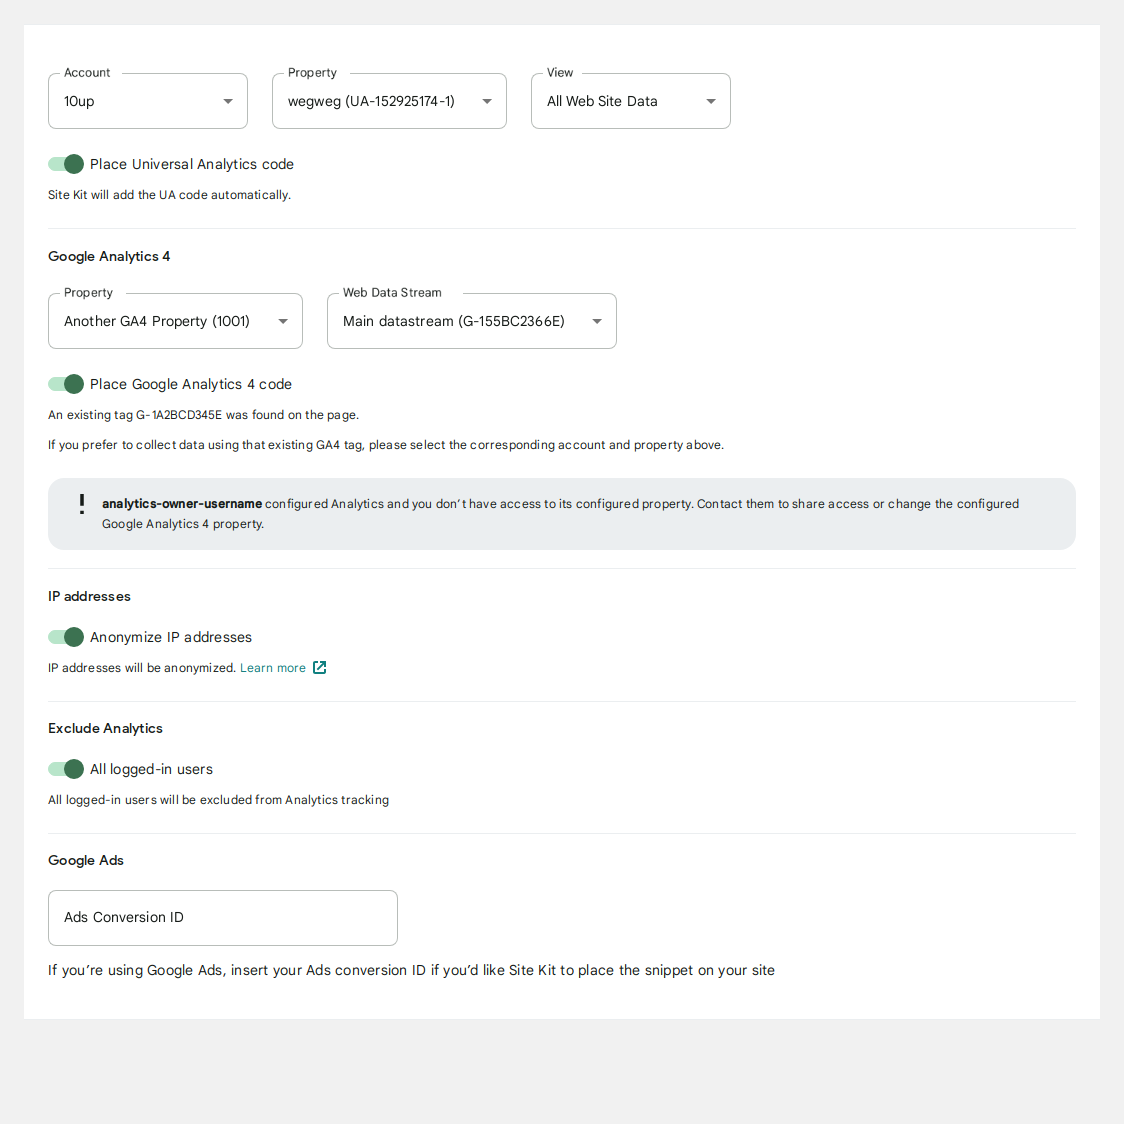 Account
Property
View
10up
wegweg (UA-152925174-1)
All Web Site Data
Place Universal Analytics code
Site Kit will add the UA code automatically.
Google Analytics 4
Property
Web Data Stream
Another GA4 Property (1001)
Main datastream (G-155BC2366E)
Place Google Analytics 4 code
An existing tag G-1A2BCD345E was found on the page.
If you prefer to collect data using that existing GA4 tag, please select the corresponding account and property above.
! analytics-owner-username configured Analytics and you don't have access to its configured property. Contact them to share access or change the configured
Google Analytics 4 property.
IP addresses
Anonymize IP addresses
IP addresses will be anonymized. Learn more
Exclude Analytics
All logged-in users
All logged-in users will be excluded from Analytics tracking
Google Ads
Ads Conversion ID
If you’re using Google Ads, insert your Ads conversion ID if you’d like Site Kit to place the snippet on your site